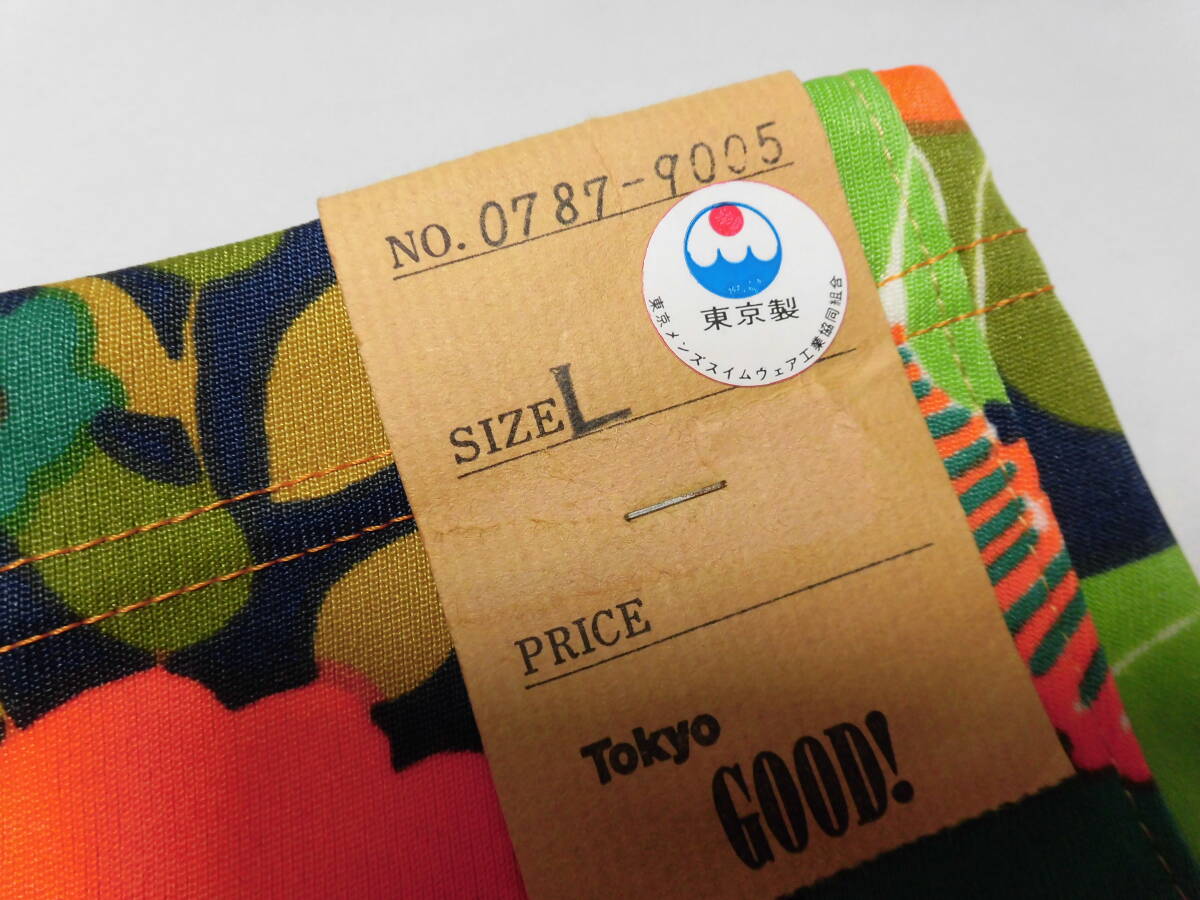 NO. 0787-9005
東京製
東京メンズスイムウェア工業協同組合
SIZE L
PRICE
Tokyo
GOOD!